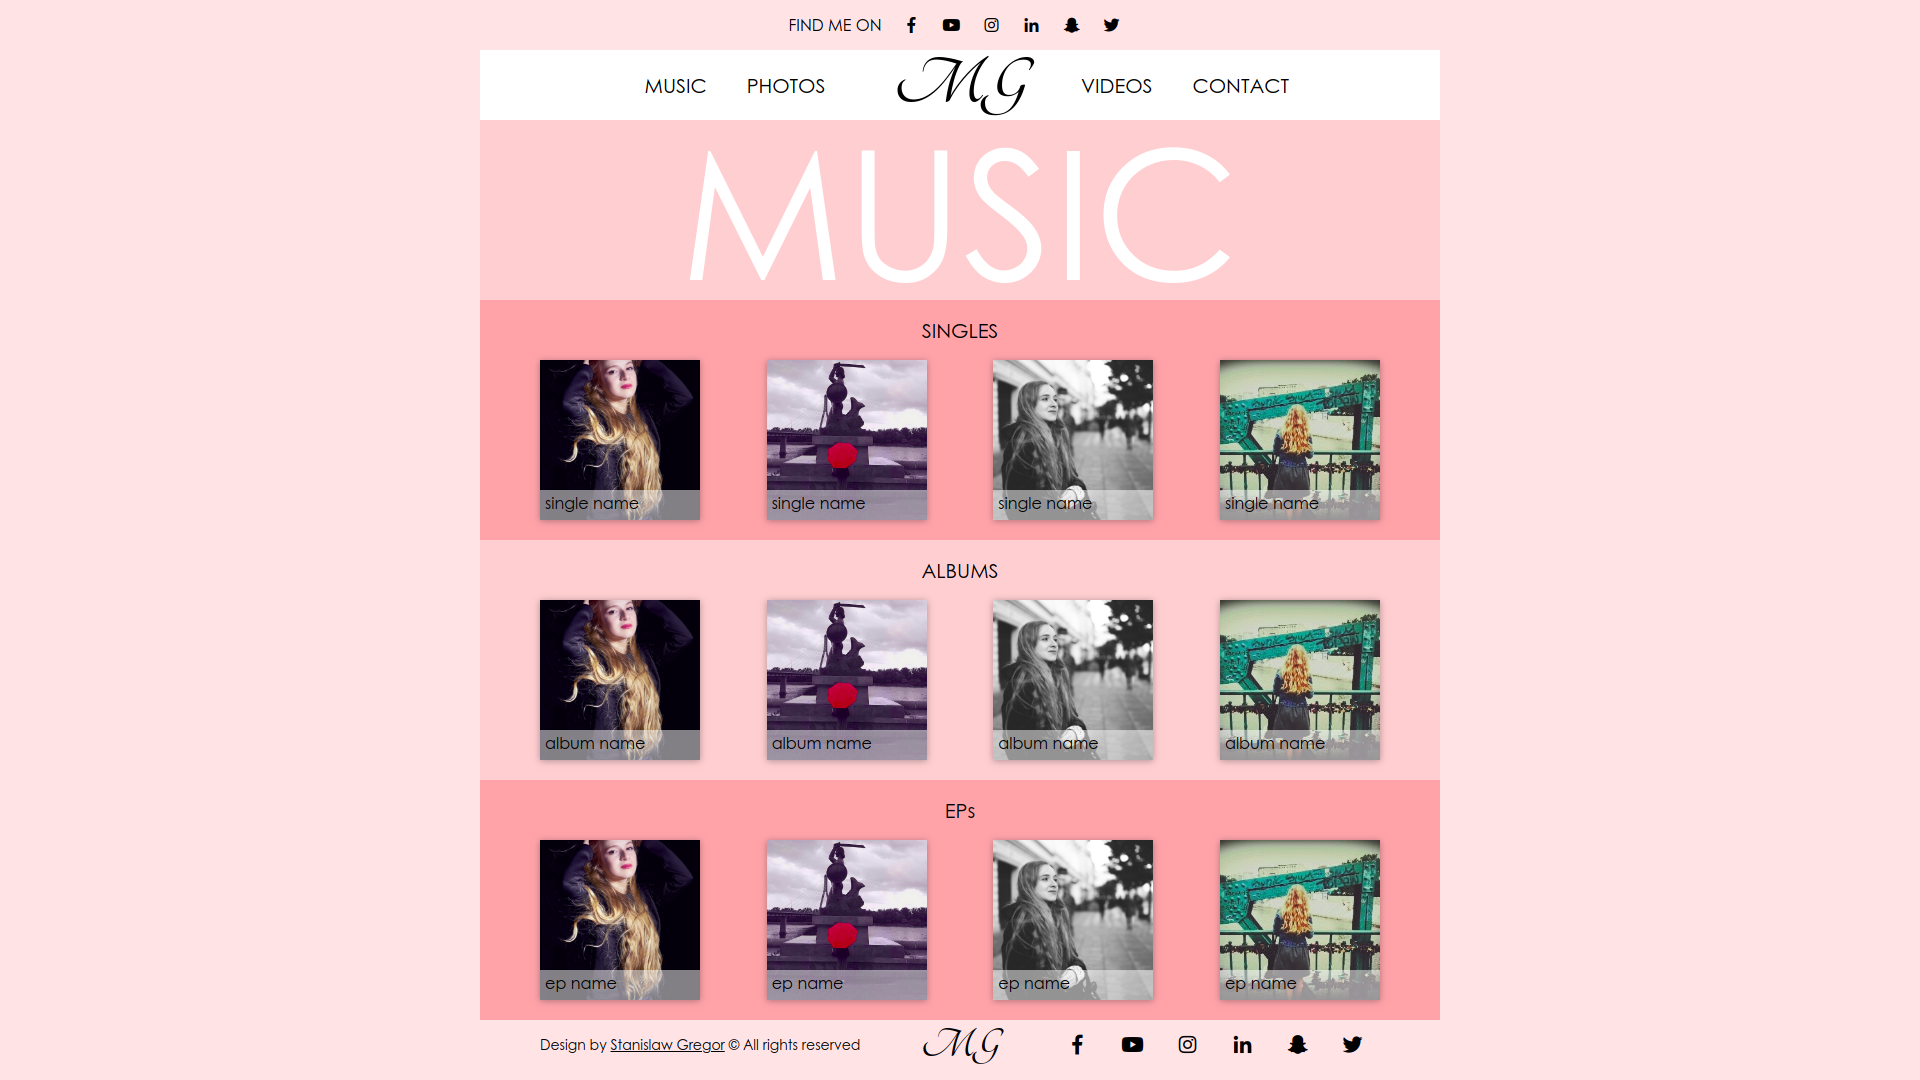 FIND ME ON
MUSIC PHOTOS MG VIDEOS CONTACT
MUSIC
SINGLES
single name single name single name single name
ALBUMS
album name album name album name album name
EPs
ep name ep name ep name ep name
Design by Stanislaw Gregor © All rights reserved MG